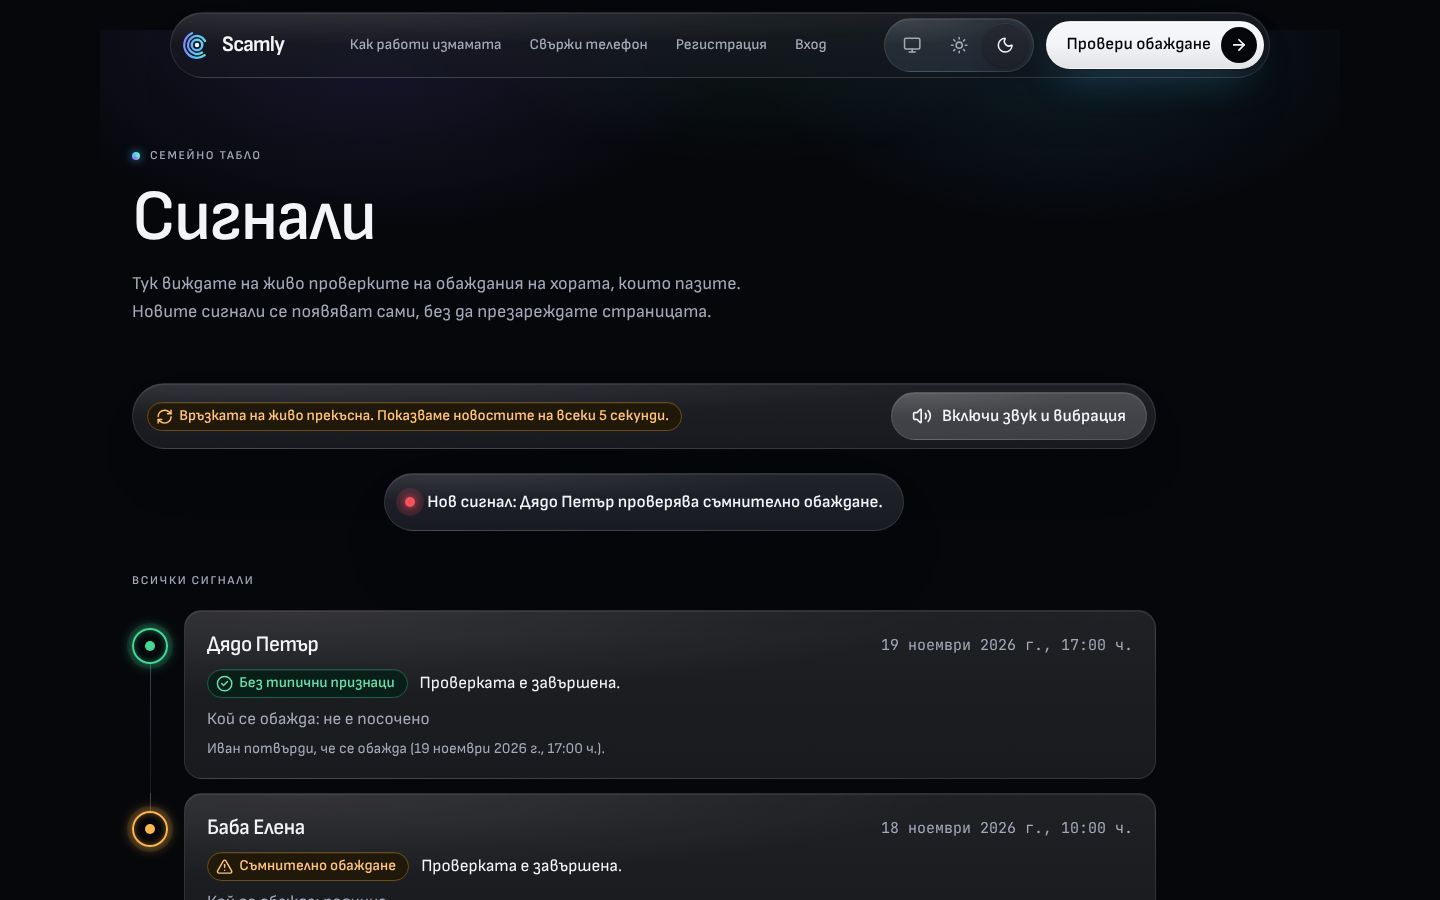 Scamly
Как работи измамата
Свържи телефон
Регистрация
Вход
Провери обаждане
СЕМЕЙНО ТАБЛО
Сигнали
Тук виждате на живо проверките на обаждания на хората, които пазите.
Новите сигнали се появяват сами, без да презареждате страницата.
Връзката на живо прекъсна. Показваме новостите на всеки 5 секунди.
Включи звук и вибрация
Нов сигнал: Дядо Петър проверява съмнително обаждане.
ВСИЧКИ СИГНАЛИ
Дядо Петър
19 ноември 2026 г., 17:00 ч.
Без типични признаци
Проверката е завършена.
Кой се обажда: не е посочено
Иван потвърди, че се обажда (19 ноември 2026 г., 17:00 ч.).
Баба Елена
18 ноември 2026 г., 10:00 ч.
Съмнително обаждане
Проверката е завършена.